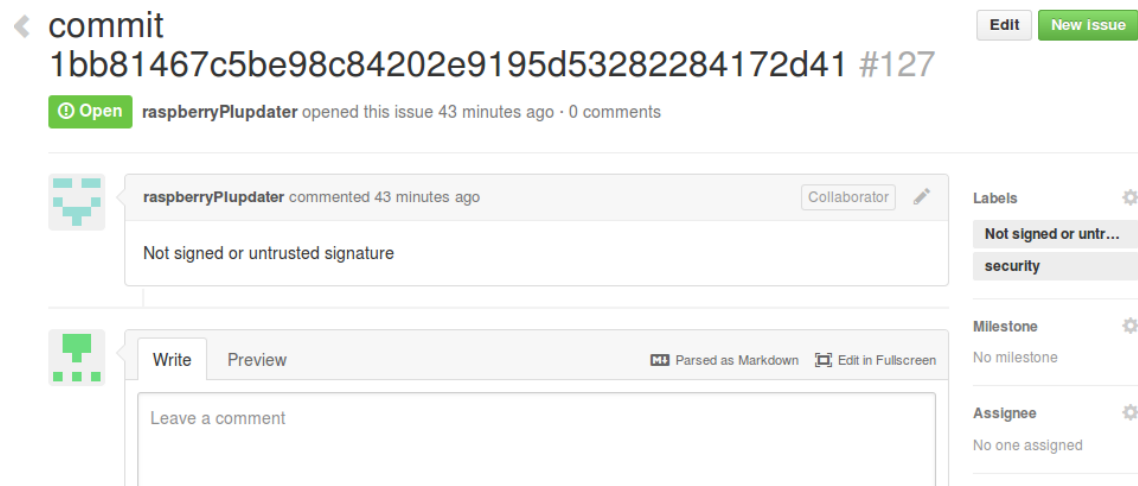 commit
1bb81467c5be98c84202e9195d53282284172d41 #127
Edit
New issue
Open raspberryPIupdater opened this issue 43 minutes ago · 0 comments
raspberryPIupdater commented 43 minutes ago
Collaborator
Not signed or untrusted signature
Labels
Not signed or untr...
security
Milestone
No milestone
Assignee
No one assigned
Write
Preview
Parsed as Markdown
Edit in Fullscreen
Leave a comment